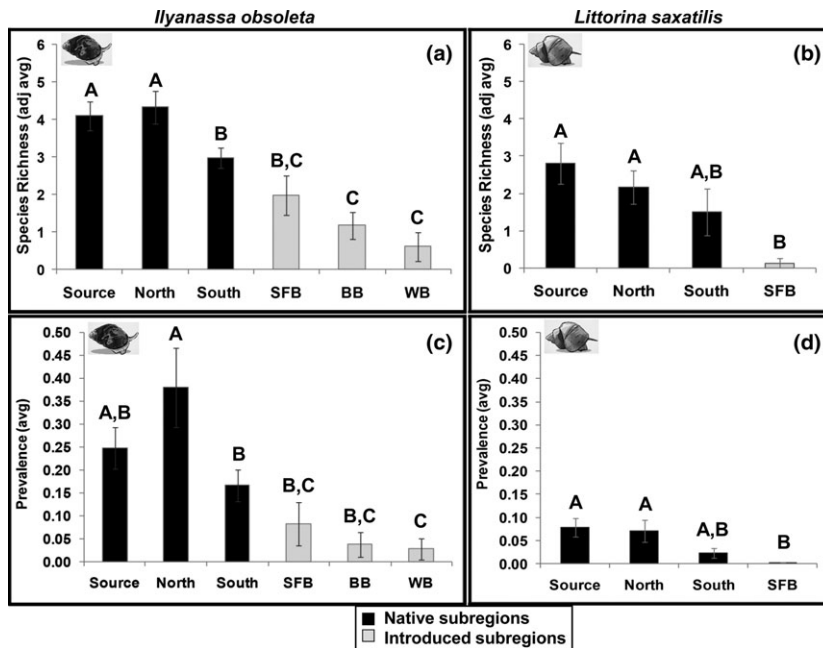 Ilyanassa obsoleta
Littorina saxatilis
(a)
Species Richness (adj avg)
6
5
4
3
2
1
0
A
A
B
B,C
C
C
Source North South SFB BB WB
(b)
Species Richness (adj avg)
6
5
4
3
2
1
0
A
A
A,B
B
Source North South SFB
(c)
Prevalence (avg)
0.50
0.45
0.40
0.35
0.30
0.25
0.20
0.15
0.10
0.05
0.00
A,B
A
B
B,C
B,C
C
Source North South SFB BB WB
(d)
Prevalence (avg)
0.50
0.45
0.40
0.35
0.30
0.25
0.20
0.15
0.10
0.05
0.00
A
A
A,B
B
Source North South SFB
Native subregions
Introduced subregions